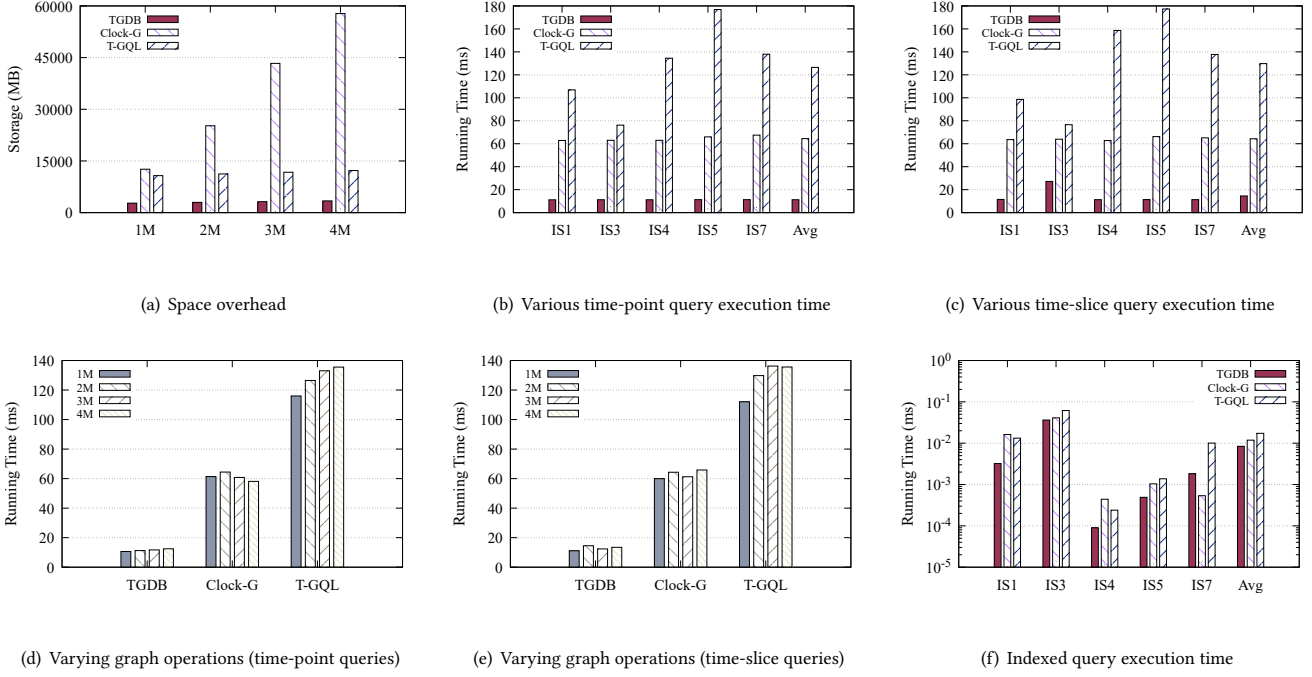 60000
45000
30000
15000
0
Storage (MB)
TGDB
Clock-G
T-GQL
1M 2M 3M 4M
(a) Space overhead
180
160
140
120
100
80
60
40
20
0
Running Time (ms)
TGDB
Clock-G
T-GQL
IS1 IS3 IS4 IS5 IS7 Avg
(b) Various time-point query execution time
180
160
140
120
100
80
60
40
20
0
Running Time (ms)
TGDB
Clock-G
T-GQL
IS1 IS3 IS4 IS5 IS7 Avg
(c) Various time-slice query execution time
140
120
100
80
60
40
20
0
Running Time (ms)
1M
2M
3M
4M
TGDB Clock-G T-GQL
(d) Varying graph operations (time-point queries)
140
120
100
80
60
40
20
0
Running Time (ms)
1M
2M
3M
4M
TGDB Clock-G T-GQL
(e) Varying graph operations (time-slice queries)
10⁰
10⁻¹
10⁻²
10⁻³
10⁻⁴
10⁻⁵
Running Time (ms)
TGDB
Clock-G
T-GQL
IS1 IS3 IS4 IS5 IS7 Avg
(f) Indexed query execution time